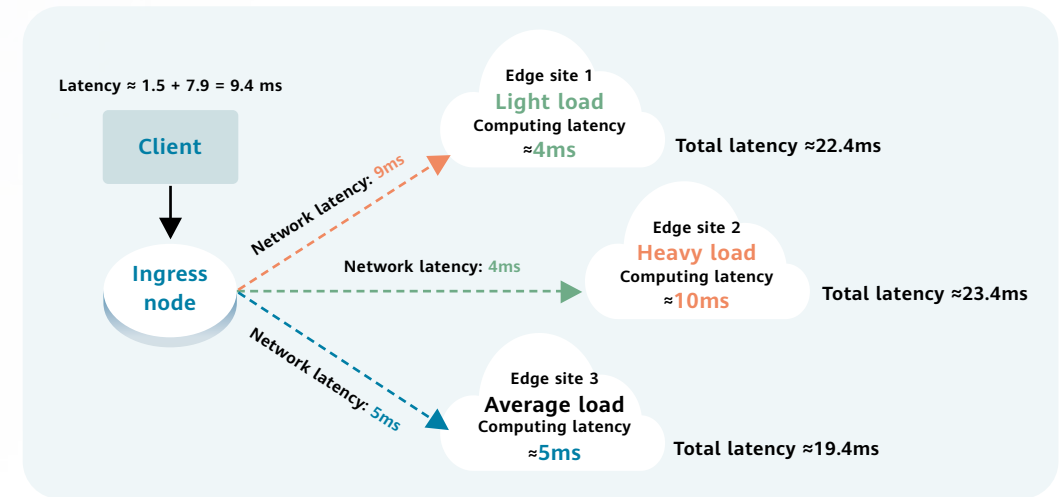 Latency ≈ 1.5 + 7.9 = 9.4 ms
Client
Ingress
node
Network latency: 9ms
Edge site 1
Light load
Computing latency
≈4ms
Total latency ≈22.4ms
Network latency: 4ms
Edge site 2
Heavy load
Computing latency
≈10ms
Total latency ≈23.4ms
Network latency: 5ms
Edge site 3
Average load
Computing latency
≈5ms
Total latency ≈19.4ms